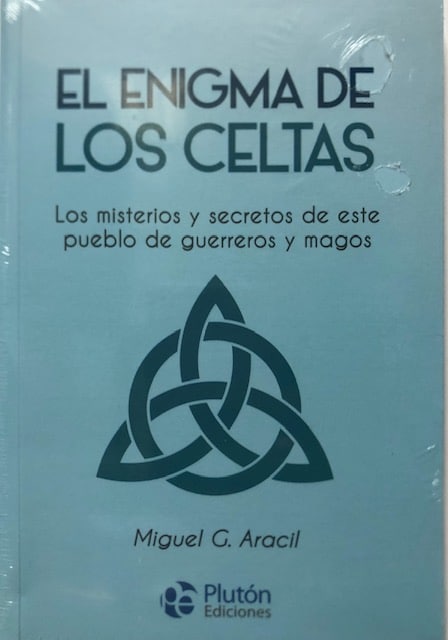 EL ENIGMA DE
LOS CELTAS
Los misterios y secretos de este
pueblo de guerreros y magos
Miguel G. Aracil
Plutón
Ediciones